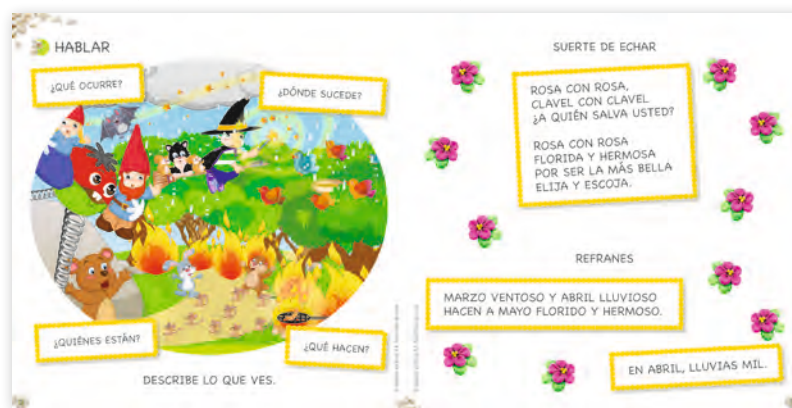 HABLAR
¿QUÉ OCURRE?
¿DÓNDE SUCEDE?
¿QUIÉNES ESTÁN?
¿QUÉ HACEN?
DESCRIBE LO QUE VES.
SUERTE DE ECHAR
ROSA CON ROSA,
CLAVEL CON CLAVEL
¿A QUIÉN SALVA USTED?
ROSA CON ROSA
FLORIDA Y HERMOSA
POR SER LA MÁS BELLA
ELIJA Y ESCOJA.
REFRANES
MARZO VENTOSO Y ABRIL LLUVIOSO
HACEN A MAYO FLORIDO Y HERMOSO.
EN ABRIL, LLUVIAS MIL.